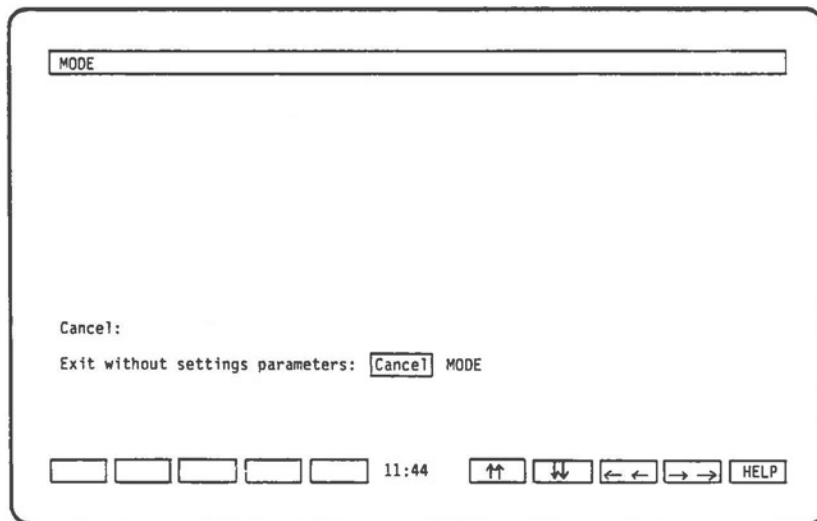 MODE
Cancel:
Exit without settings parameters: Cancel MODE
11:44 ↑↑ ↓↓ ← ← → → HELP